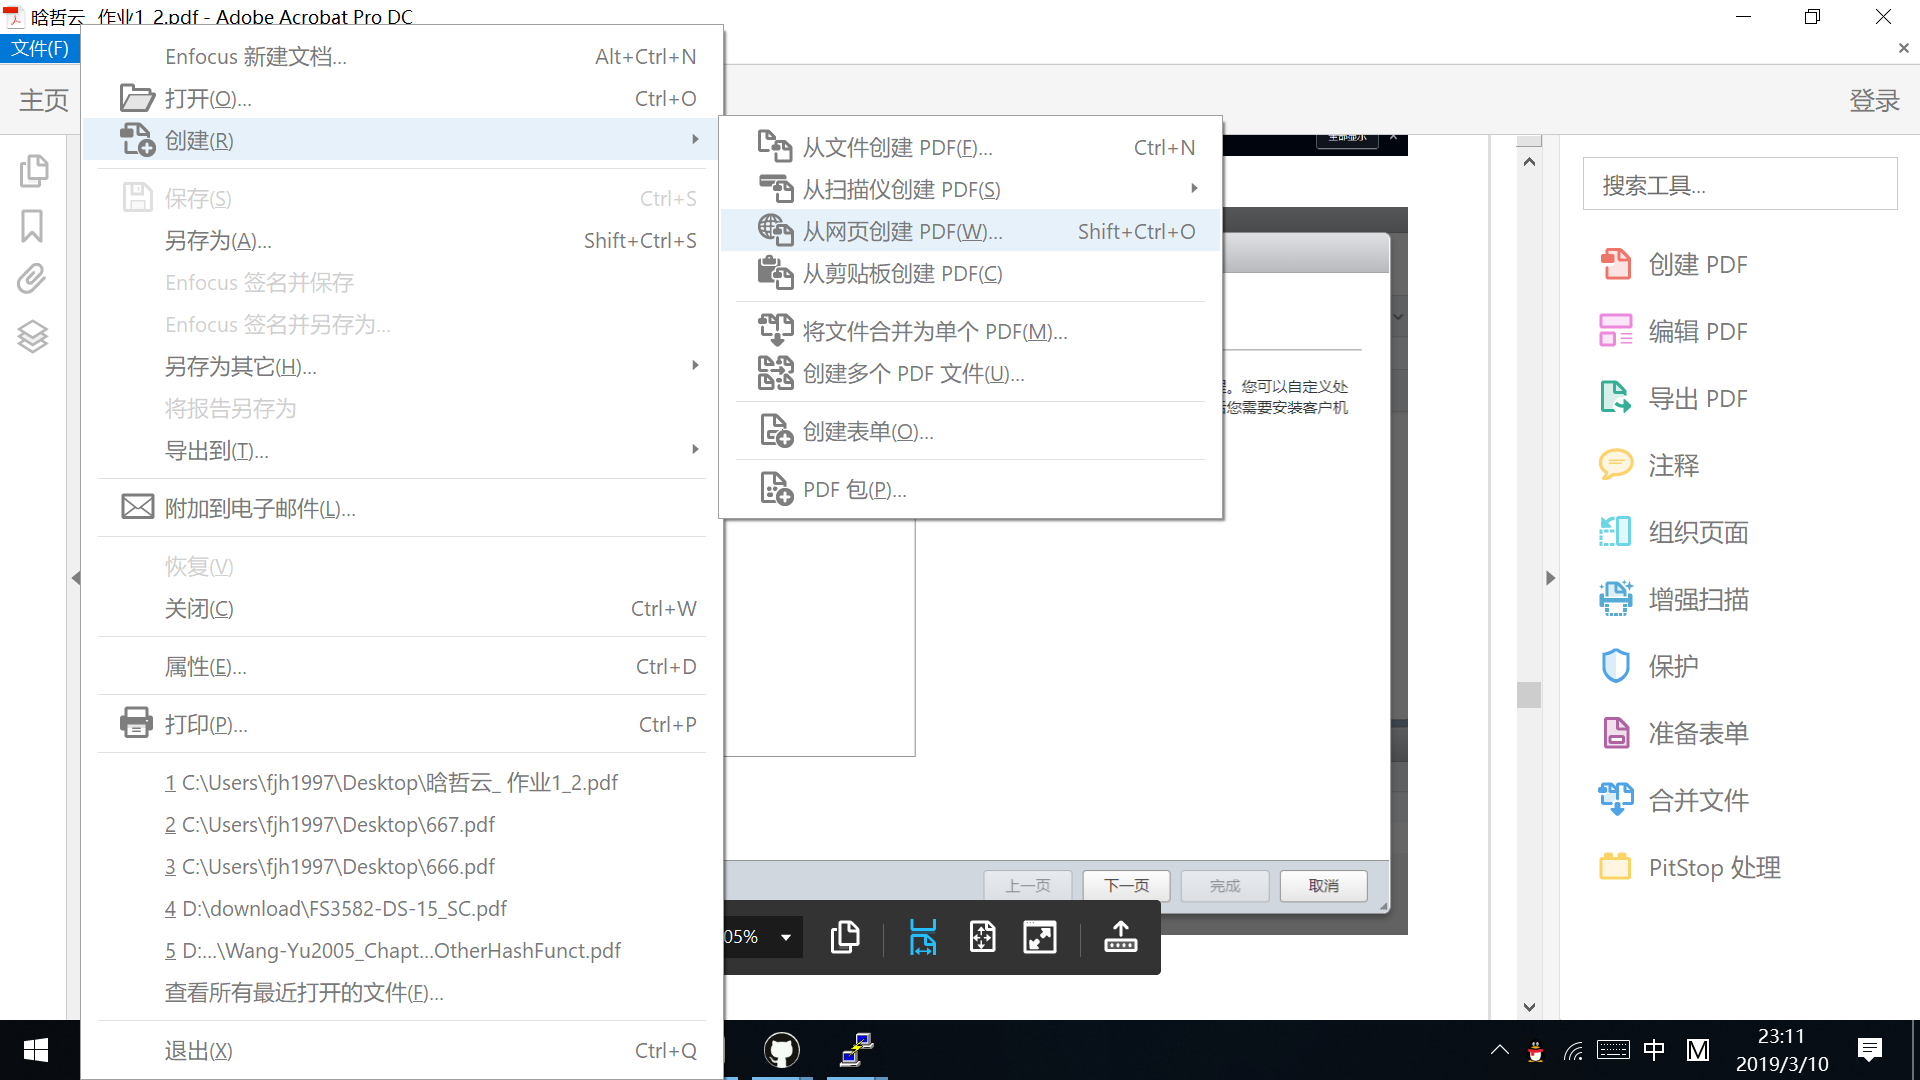 晗哲云_ 作业1_2.pdf - Adobe Acrobat Pro DC
文件(F)
主页
登录
Enfocus 新建文档... Alt+Ctrl+N
打开(O)... Ctrl+O
创建(R)
保存(S) Ctrl+S
另存为(A)... Shift+Ctrl+S
Enfocus 签名并保存
Enfocus 签名并另存为...
另存为其它(H)...
将报告另存为
导出到(T)...
附加到电子邮件(L)...
恢复(V)
关闭(C) Ctrl+W
属性(E)... Ctrl+D
打印(P)... Ctrl+P
1 C:\Users\fjh1997\Desktop\晗哲云_ 作业1_2.pdf
2 C:\Users\fjh1997\Desktop\667.pdf
3 C:\Users\fjh1997\Desktop\666.pdf
4 D:\download\FS3582-DS-15_SC.pdf
5 D:...\Wang-Yu2005_Chapt...OtherHashFunct.pdf
查看所有最近打开的文件(F)...
退出(X) Ctrl+Q
从文件创建 PDF(F)... Ctrl+N
从扫描仪创建 PDF(S)
从网页创建 PDF(W)... Shift+Ctrl+O
从剪贴板创建 PDF(C)
将文件合并为单个 PDF(M)...
创建多个 PDF 文件(U)...
创建表单(O)...
PDF 包(P)...
全部显示
。您可以自定义处
您需要安装客户机
上一页 下一页 完成 取消
05%
搜索工具...
创建 PDF
编辑 PDF
导出 PDF
注释
组织页面
增强扫描
保护
准备表单
合并文件
PitStop 处理
中
M
23:11
2019/3/10